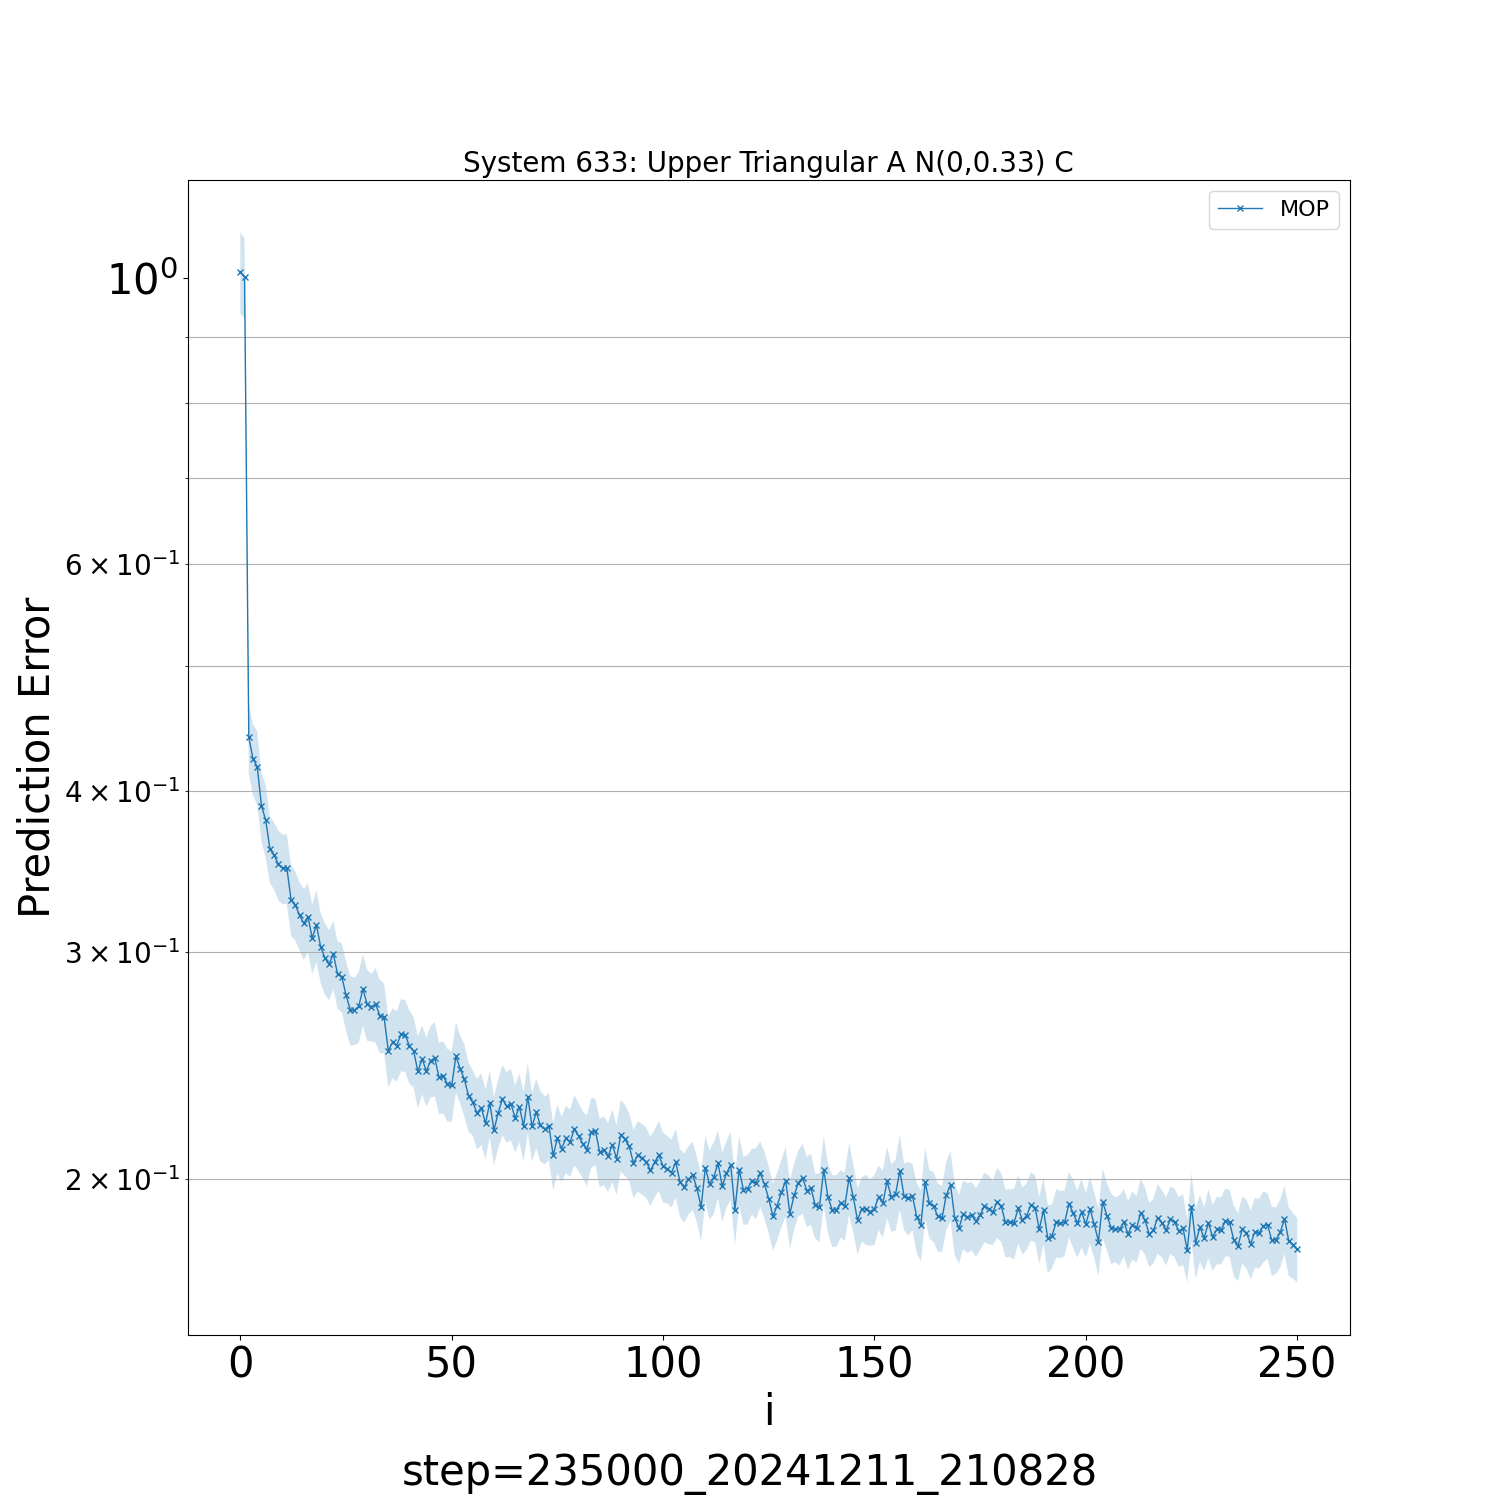 System 633: Upper Triangular A N(0,0.33) C
MOP
10⁰
6 × 10⁻¹
4 × 10⁻¹
3 × 10⁻¹
2 × 10⁻¹
Prediction Error
0 50 100 150 200 250
i
step=235000_20241211_210828